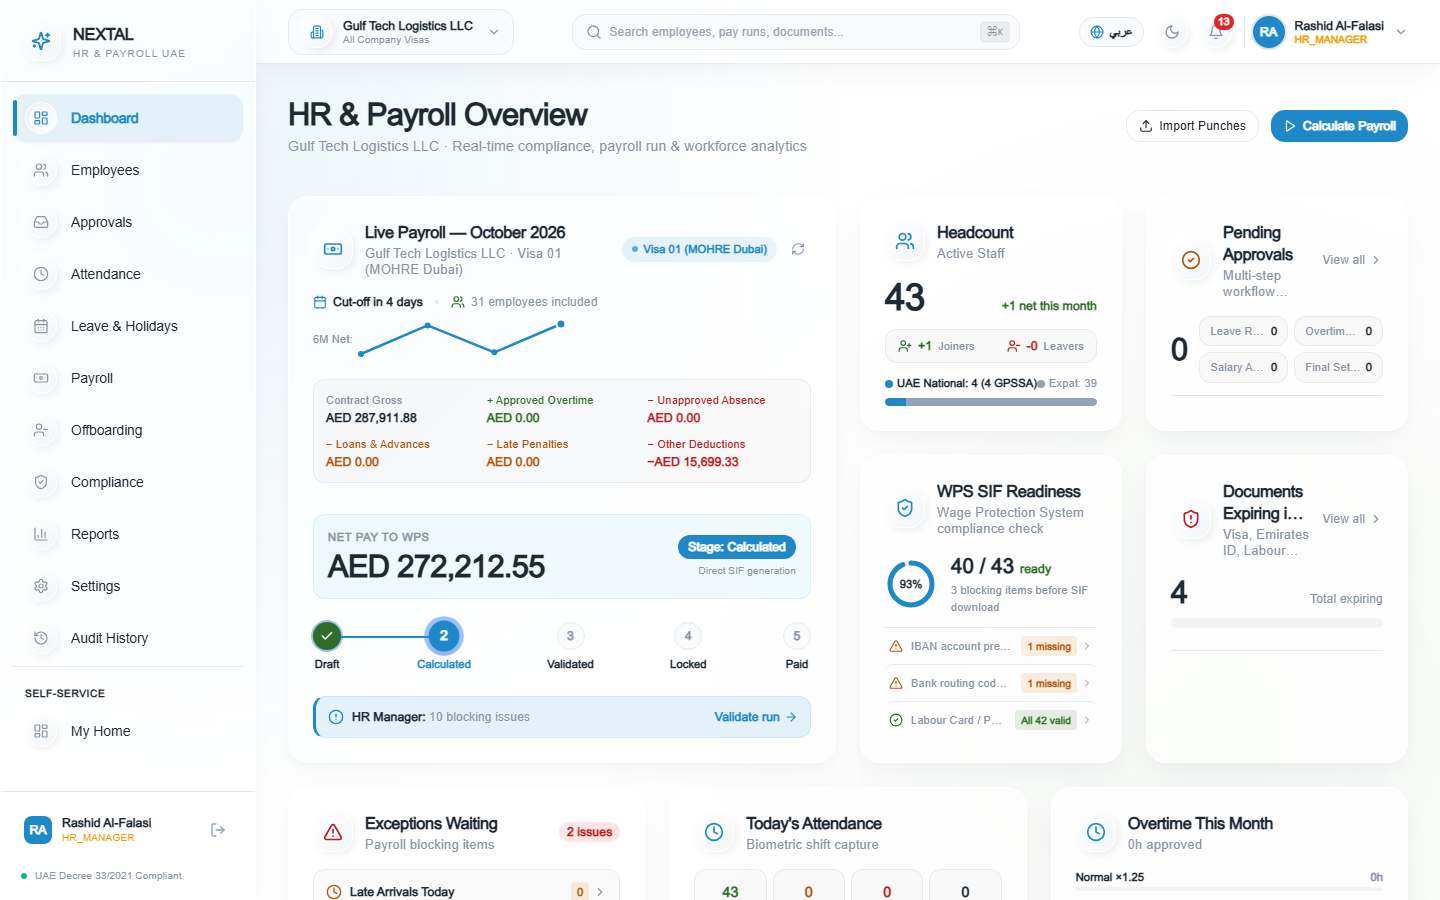 NEXTAL
HR & PAYROLL UAE
Gulf Tech Logistics LLC
All Company Visas
Search employees, pay runs, documents...
⌘K
عربي
13
RA
Rashid Al-Falasi
HR_MANAGER
Dashboard
Employees
Approvals
Attendance
Leave & Holidays
Payroll
Offboarding
Compliance
Reports
Settings
Audit History
SELF-SERVICE
My Home
RA
Rashid Al-Falasi
HR_MANAGER
UAE Decree 33/2021 Compliant
HR & Payroll Overview
Gulf Tech Logistics LLC · Real-time compliance, payroll run & workforce analytics
Import Punches
Calculate Payroll
Live Payroll — October 2026
Gulf Tech Logistics LLC · Visa 01
(MOHRE Dubai)
Visa 01 (MOHRE Dubai)
Cut-off in 4 days
31 employees included
6M Net:
Contract Gross
AED 287,911.88
+ Approved Overtime
AED 0.00
− Unapproved Absence
AED 0.00
− Loans & Advances
AED 0.00
− Late Penalties
AED 0.00
− Other Deductions
−AED 15,699.33
NET PAY TO WPS
AED 272,212.55
Stage: Calculated
Direct SIF generation
Draft
2
Calculated
3
Validated
4
Locked
5
Paid
HR Manager: 10 blocking issues
Validate run
Headcount
Active Staff
43
+1 net this month
+1 Joiners
-0 Leavers
UAE National: 4 (4 GPSSA)
Expat: 39
Pending
Approvals
Multi-step
workflow...
View all
0
Leave R... 0
Overtim... 0
Salary A... 0
Final Set... 0
WPS SIF Readiness
Wage Protection System
compliance check
93%
40 / 43 ready
3 blocking items before SIF
download
IBAN account pre... 1 missing
Bank routing cod... 1 missing
Labour Card / P... All 42 valid
Documents
Expiring i...
Visa, Emirates
ID, Labour...
View all
4
Total expiring
Exceptions Waiting
Payroll blocking items
2 issues
Late Arrivals Today
0
Today's Attendance
Biometric shift capture
43
0
0
0
Overtime This Month
0h approved
Normal ×1.25
0h